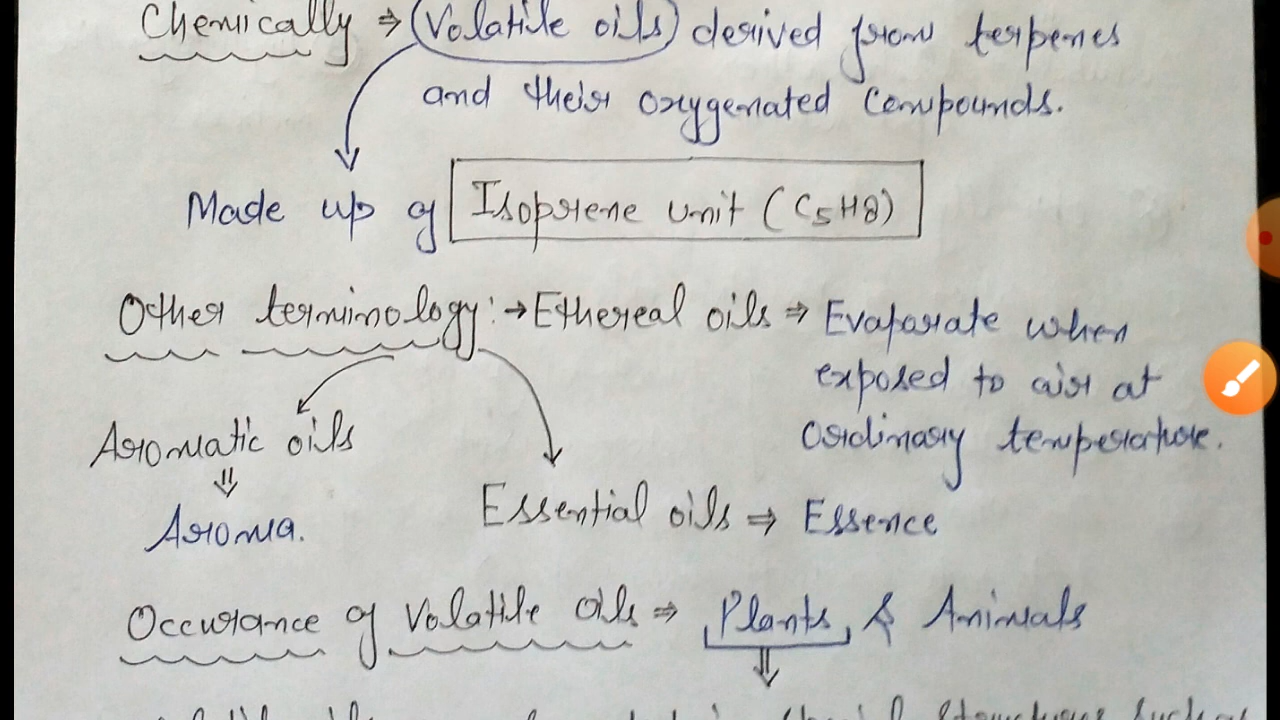 Chemically ⇒ Volatile oils derived from terpenes
and their oxygenated compounds.
Made up of Isoprene unit (C5H8)
Other terminology:→ Ethereal oils ⇒ Evaporate when
exposed to air at
ordinary temperature.
Aromatic oils
⇓
Aroma.
Essential oils ⇒ Essence
Occurance of Volatile oils ⇒ Plants & Animals
⇓